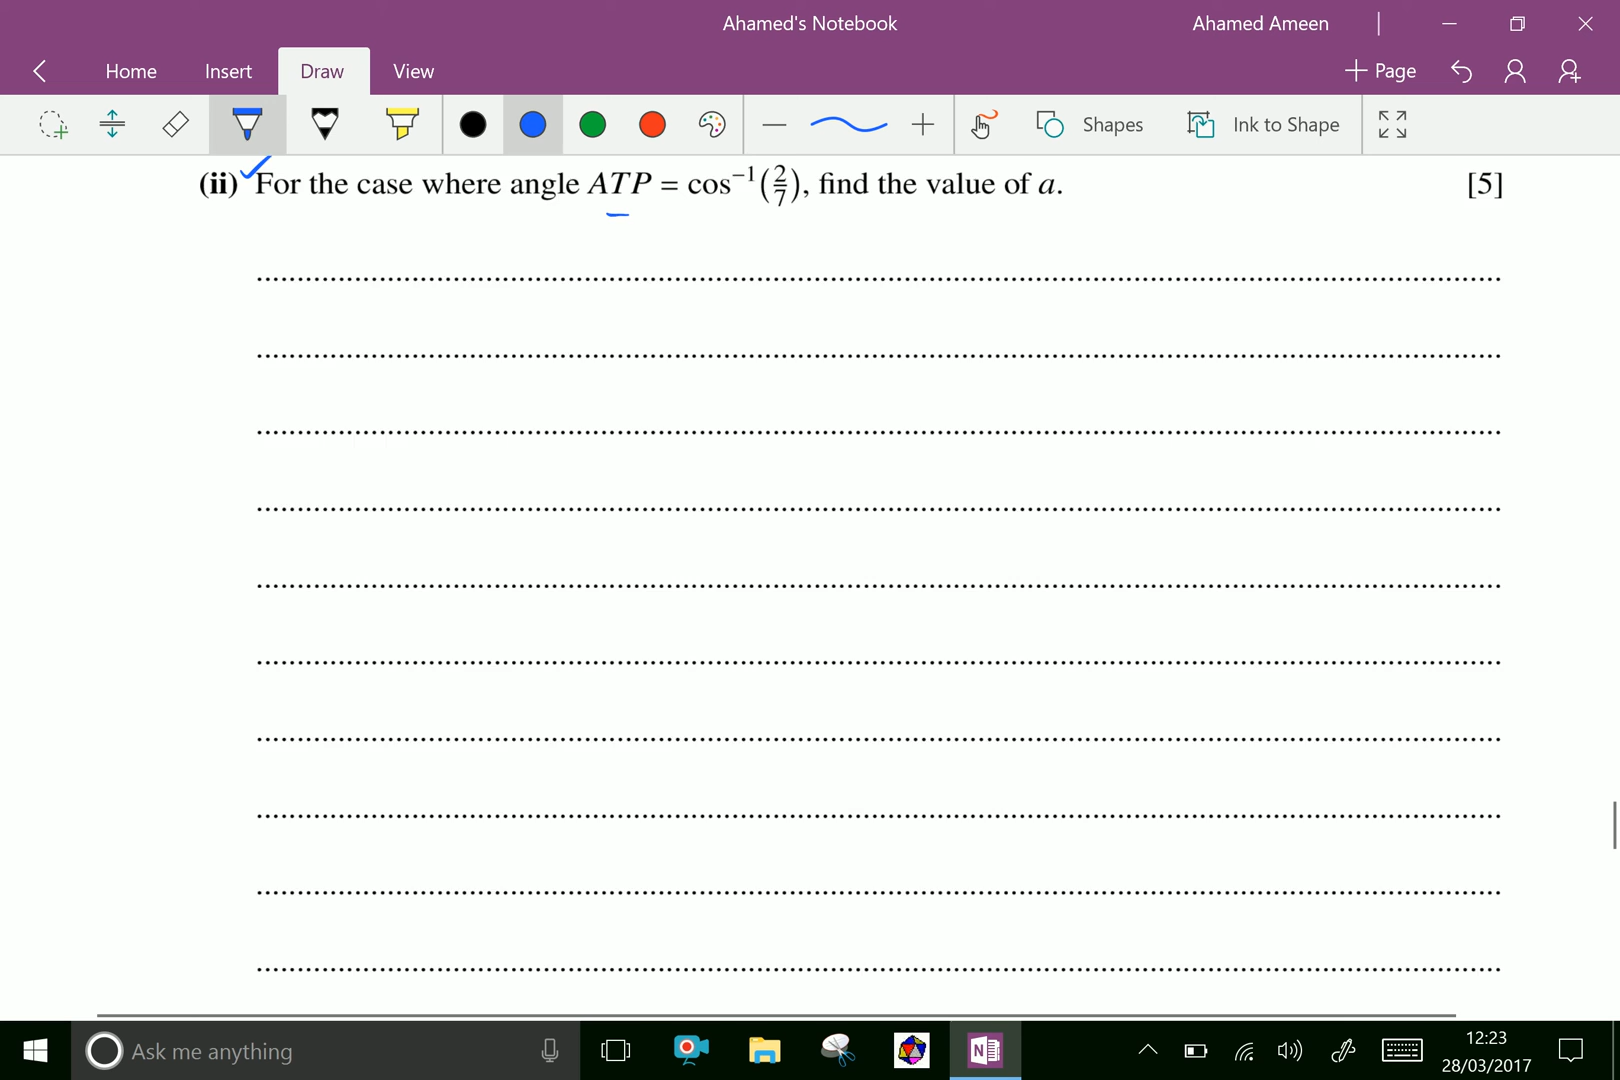 Ahamed's Notebook
Ahamed Ameen
Home Insert Draw View
Page
Shapes
Ink to Shape
(ii) For the case where angle ATP = cos⁻¹(2/7), find the value of a. [5]
Ask me anything
12:23
28/03/2017